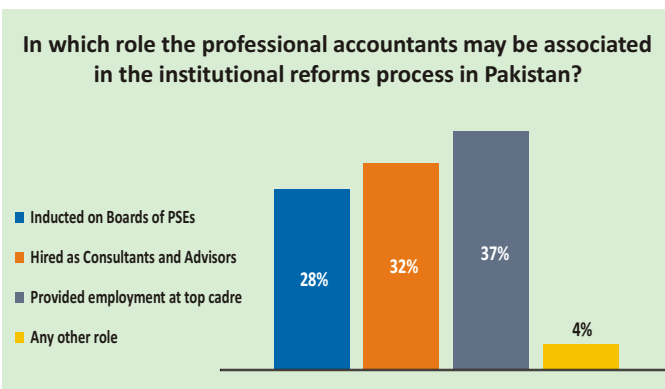 In which role the professional accountants may be associated
in the institutional reforms process in Pakistan?
Inducted on Boards of PSEs
Hired as Consultants and Advisors
Provided employment at top cadre
Any other role
28%
32%
37%
4%